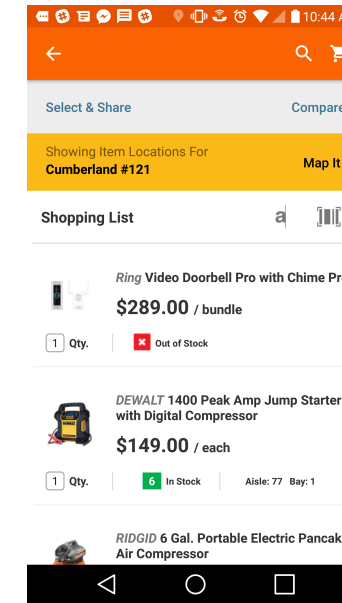 10:44
Select & Share
Compare
Showing Item Locations For
Cumberland #121
Map It
Shopping List
a
Ring Video Doorbell Pro with Chime Pr
$289.00 / bundle
1 Qty.
Out of Stock
DEWALT 1400 Peak Amp Jump Starter
with Digital Compressor
$149.00 / each
1 Qty.
6 In Stock
Aisle: 77 Bay: 1
RIDGID 6 Gal. Portable Electric Pancak
Air Compressor